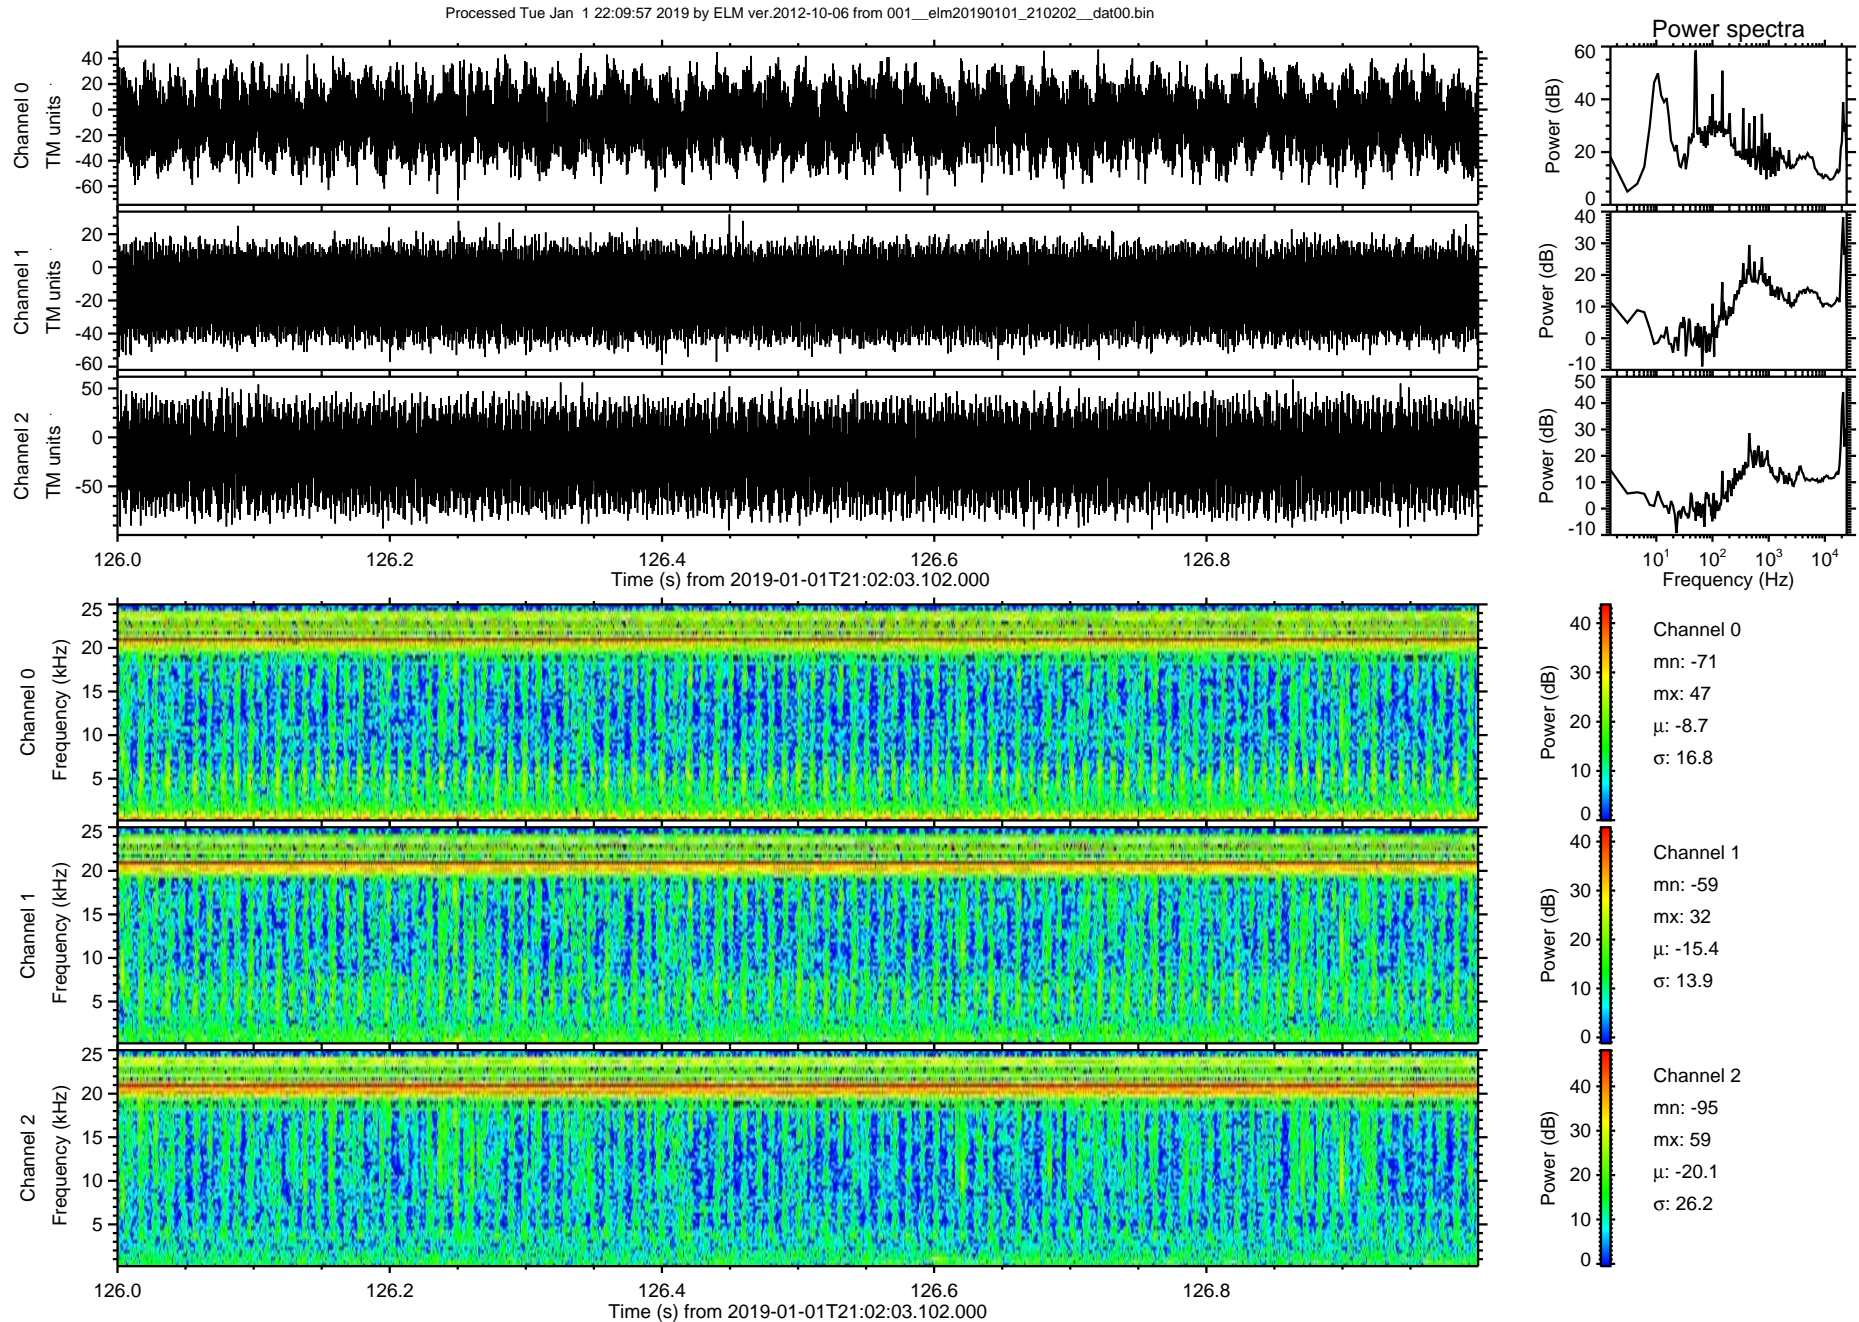 Processed Tue Jan  1 22:09:57 2019 by ELM ver.2012-10-06 from 001__elm20190101_210202__dat00.bin
Power spectra
Channel 0
TM units
40
20
0
-20
-40
-60
Power (dB)
60
40
20
0
Channel 1
TM units
20
0
-20
-40
-60
Power (dB)
40
30
20
10
0
-10
Channel 2
TM units
50
0
-50
Power (dB)
50
40
30
20
10
0
-10
126.0 126.2 126.4 126.6 126.8
Time (s) from 2019-01-01T21:02:03.102.000
10¹ 10² 10³ 10⁴
Frequency (Hz)
Channel 0
Frequency (kHz)
25
20
15
10
5
Power (dB)
40
30
20
10
0
Channel 0
mn: -71
mx: 47
µ: -8.7
σ: 16.8
Channel 1
Frequency (kHz)
25
20
15
10
5
Power (dB)
40
30
20
10
0
Channel 1
mn: -59
mx: 32
µ: -15.4
σ: 13.9
Channel 2
Frequency (kHz)
25
20
15
10
5
Power (dB)
40
30
20
10
0
Channel 2
mn: -95
mx: 59
µ: -20.1
σ: 26.2
126.0 126.2 126.4 126.6 126.8
Time (s) from 2019-01-01T21:02:03.102.000